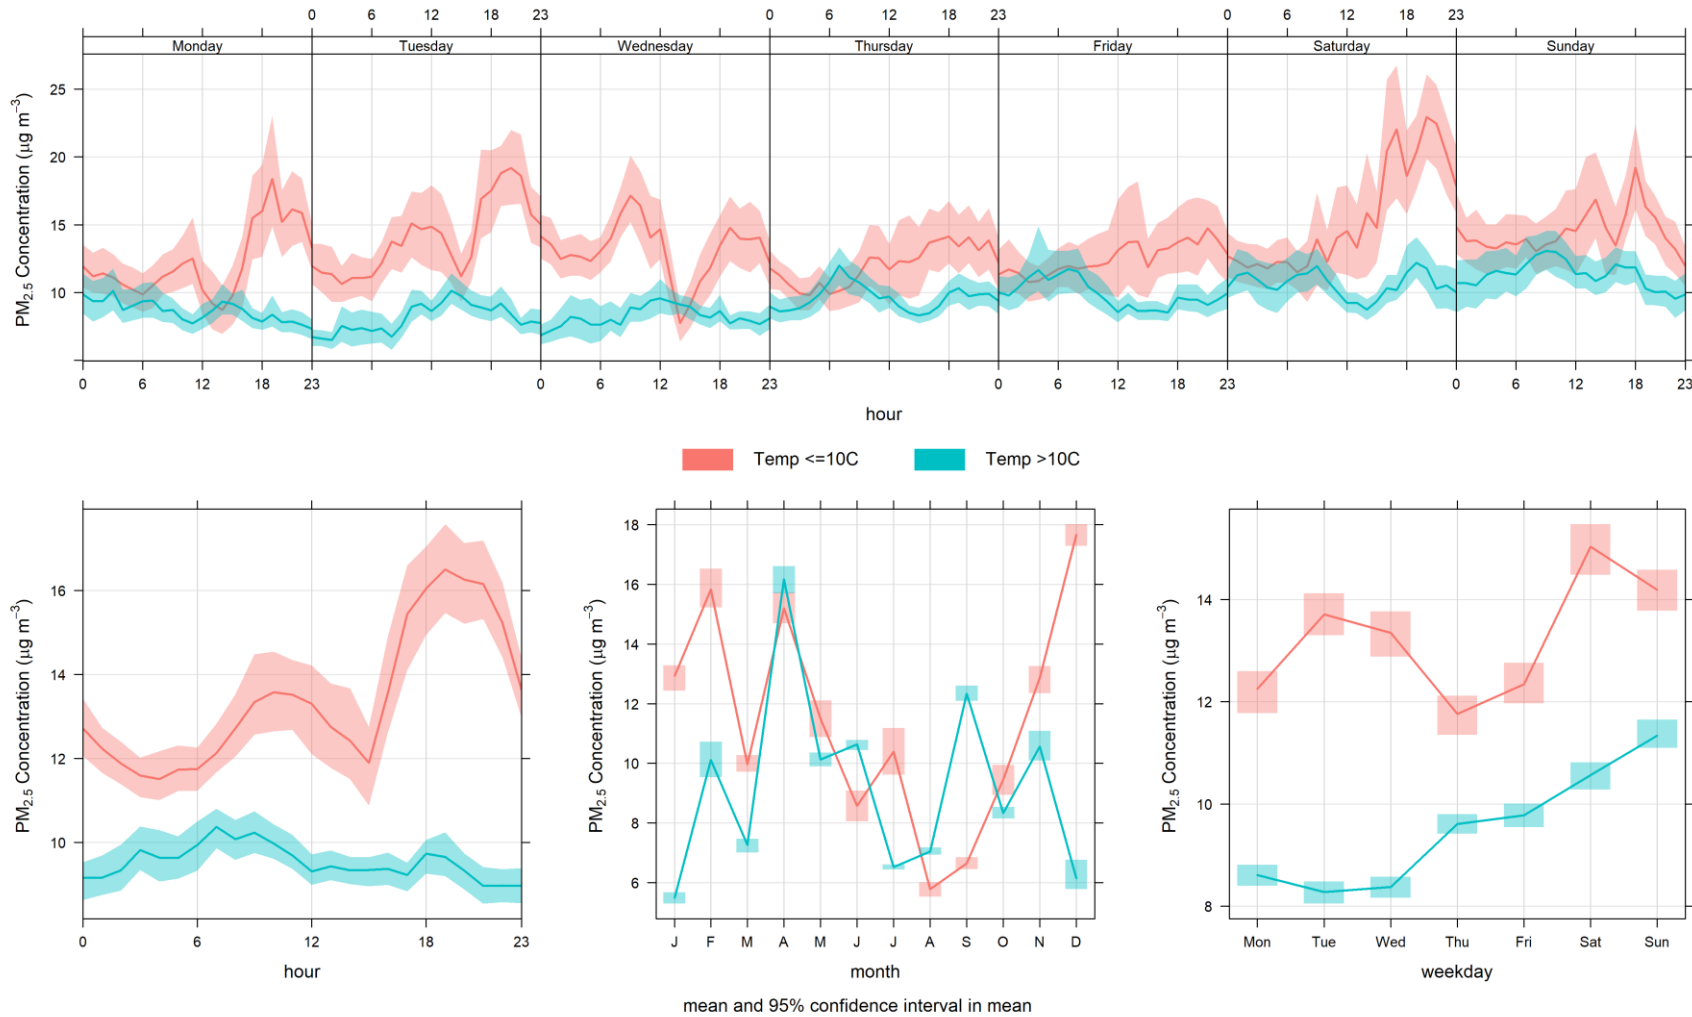 0 6 12 18 23 0 6 12 18 23 0 6 12 18 23
Monday Tuesday Wednesday Thursday Friday Saturday Sunday
25
20
15
10
PM2.5 Concentration (μg m−3)
0 6 12 18 23 0 6 12 23 0 6 12 18 23 0 6 12 18 23
hour
Temp <=10C Temp >10C
16
14
12
10
PM2.5 Concentration (μg m−3)
0 6 12 18 23
hour
18
16
14
12
10
8
6
PM2.5 Concentration (μg m−3)
J F M A M J J A S O N D
month
14
12
10
8
PM2.5 Concentration (μg m−3)
Mon Tue Wed Thu Fri Sat Sun
weekday
mean and 95% confidence interval in mean